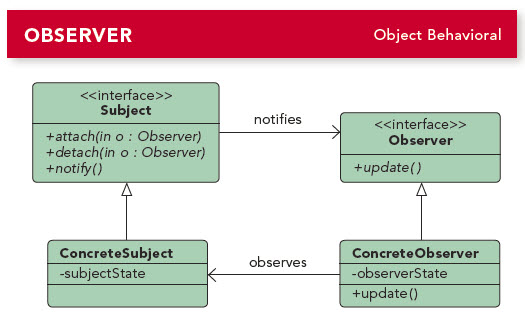 OBSERVER
Object Behavioral
<<interface>>
Subject
+attach(in o : Observer)
+detach(in o : Observer)
+notify()
notifies
<<interface>>
Observer
+update()
ConcreteSubject
-subjectState
observes
ConcreteObserver
-observerState
+update()